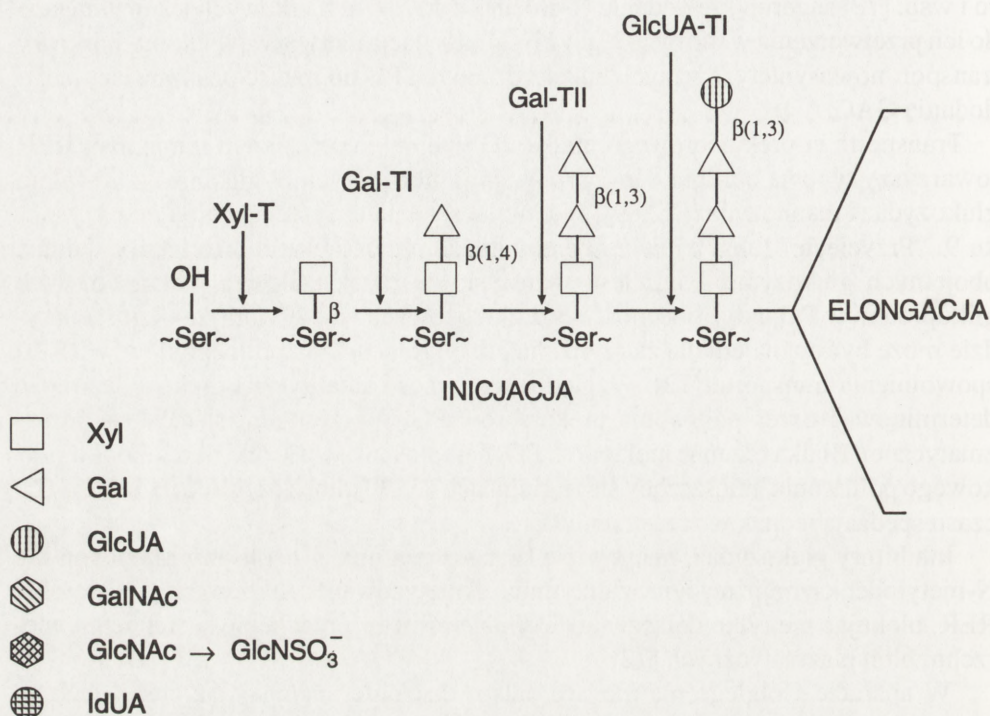 GlcUA-TI
Gal-TII
β(1,3)
Gal-TI
β(1,3)
Xyl-T
β(1,4)
OH
β
ELONGACJA
~Ser~ ~Ser~ ~Ser~ ~Ser~ ~Ser~
INICJACJA
Xyl
Gal
GlcUA
GalNAc
GlcNAc → GlcNSO₃⁻
IdUA